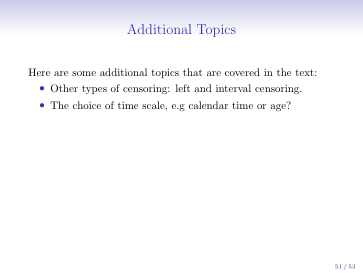 Additional Topics
Here are some additional topics that are covered in the text:
• Other types of censoring: left and interval censoring.
• The choice of time scale, e.g calendar time or age?
51 / 53